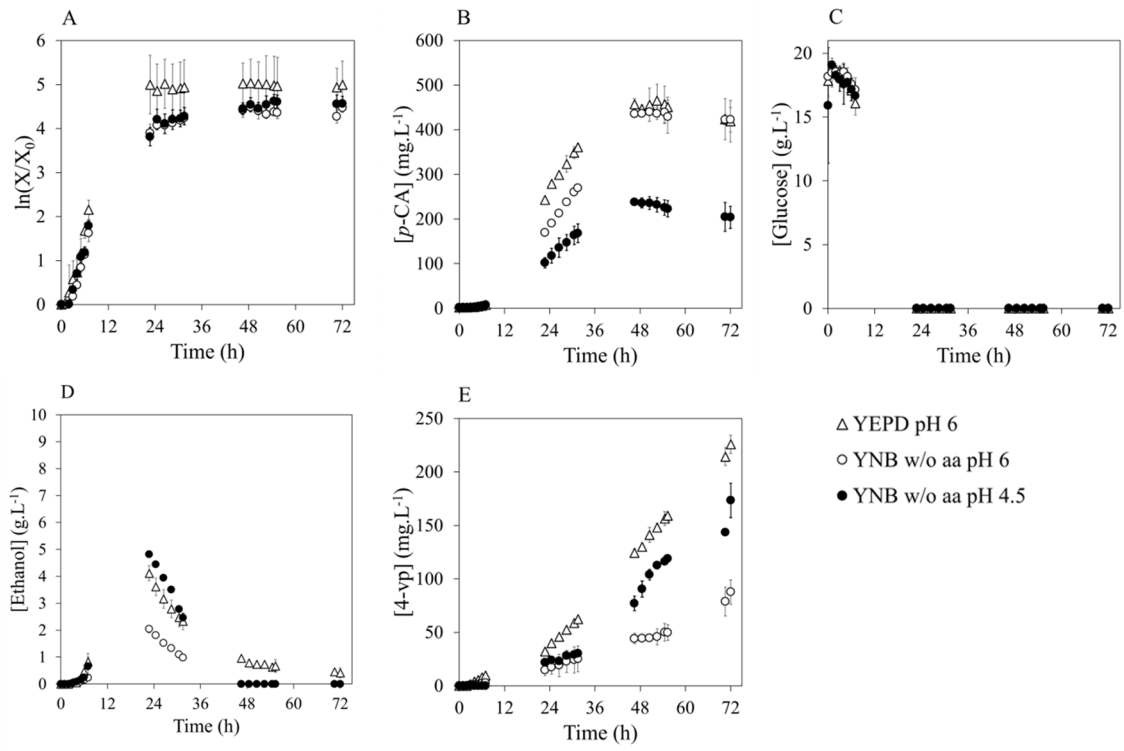 A
6
5
4
3
2
1
0
ln(X/X0)
0 12 24 36 48 60 72
Time (h)
B
600
500
400
300
200
100
0
[p-CA] (mg.L-1)
0 12 24 36 48 60 72
Time (h)
C
20
15
10
5
0
[Glucose] (g.L-1)
0 12 24 36 48 60 72
Time (h)
D
10
9
8
7
6
5
4
3
2
1
0
[Ethanol] (g.L-1)
0 12 24 36 48 60 72
Time (h)
E
250
200
150
100
50
0
[4-vp] (mg.L-1)
0 12 24 36 48 60 72
Time (h)
YEPD pH 6
YNB w/o aa pH 6
YNB w/o aa pH 4.5